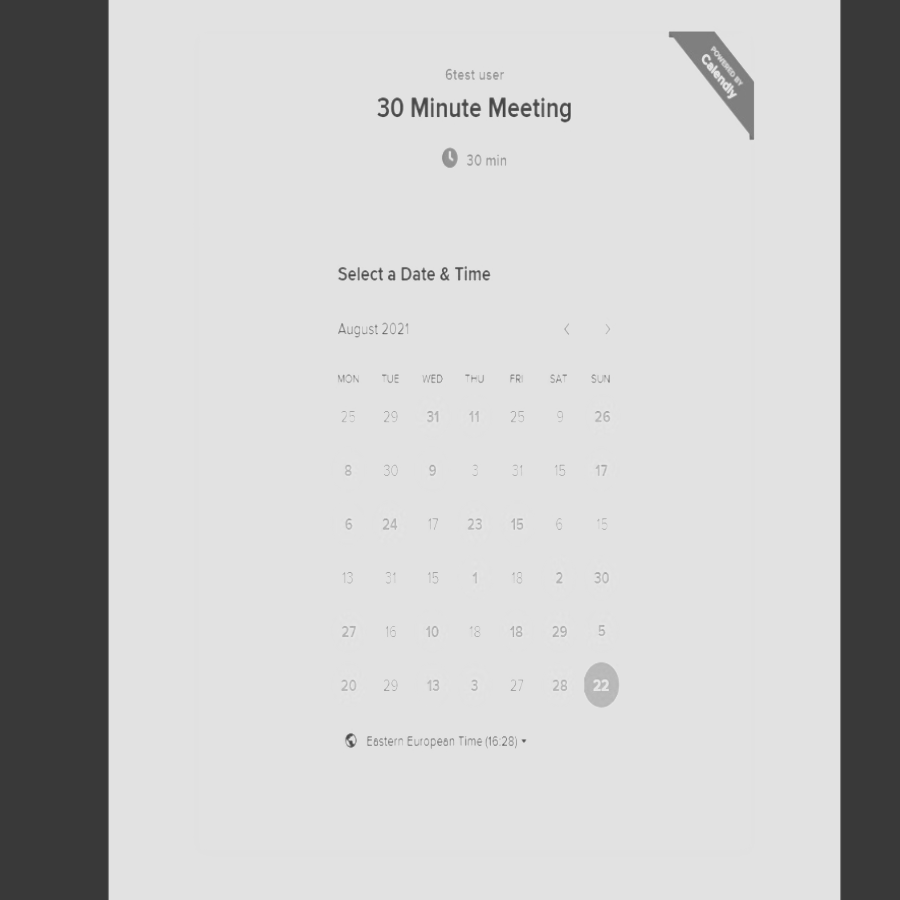 POWERED BY
Calendly
6test user
30 Minute Meeting
30 min
Select a Date & Time
August 2021
MON TUE WED THU FRI SAT SUN
25 29 31 11 25 9 26
8 30 9 3 31 15 17
6 24 17 23 15 6 15
13 31 15 1 18 2 30
27 16 10 18 18 29 5
20 29 13 3 27 28 22
Eastern European Time (16:28)